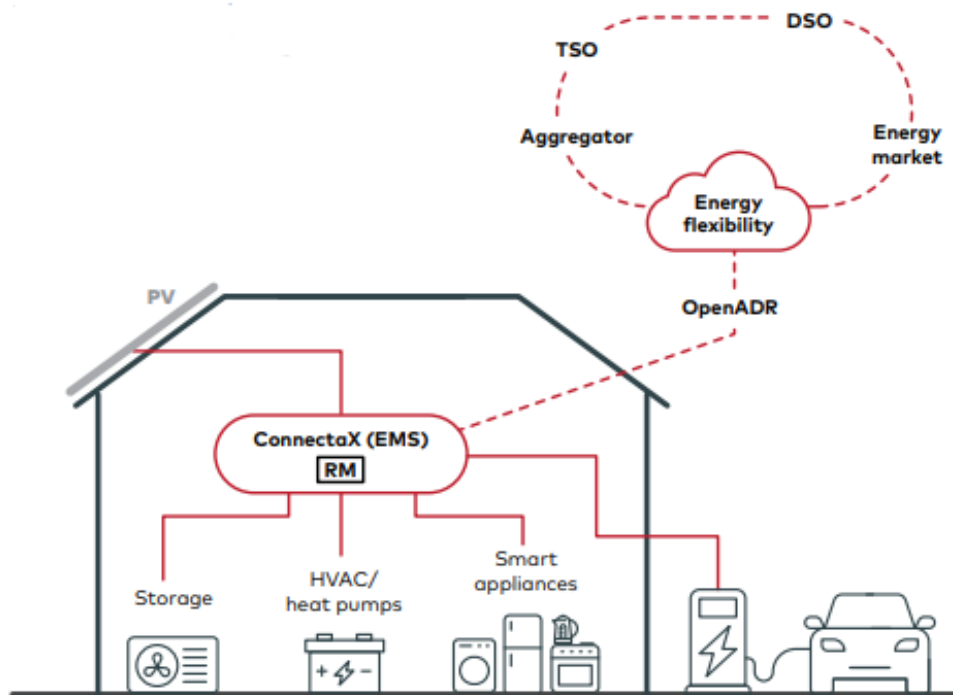 DSO
TSO
Aggregator
Energy
market
Energy
flexibility
PV
OpenADR
ConnectaX (EMS)
RM
Storage
HVAC/
heat pumps
Smart
appliances
+ -